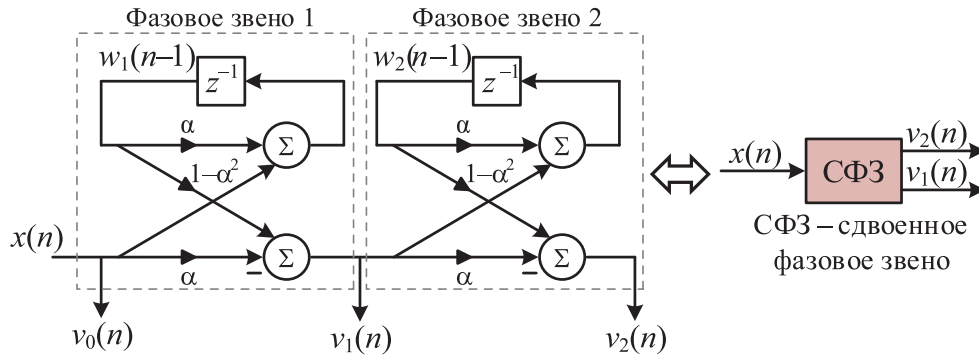 Фазовое звено 1
Фазовое звено 2
w₁(n–1)
z⁻¹
w₂(n–1)
z⁻¹
α
Σ
α
Σ
1–α²
1–α²
x(n)
Σ
Σ
α
α
v₀(n)
v₁(n)
v₂(n)
x(n)
СФЗ
v₂(n)
v₁(n)
СФЗ – сдвоенное
фазовое звено